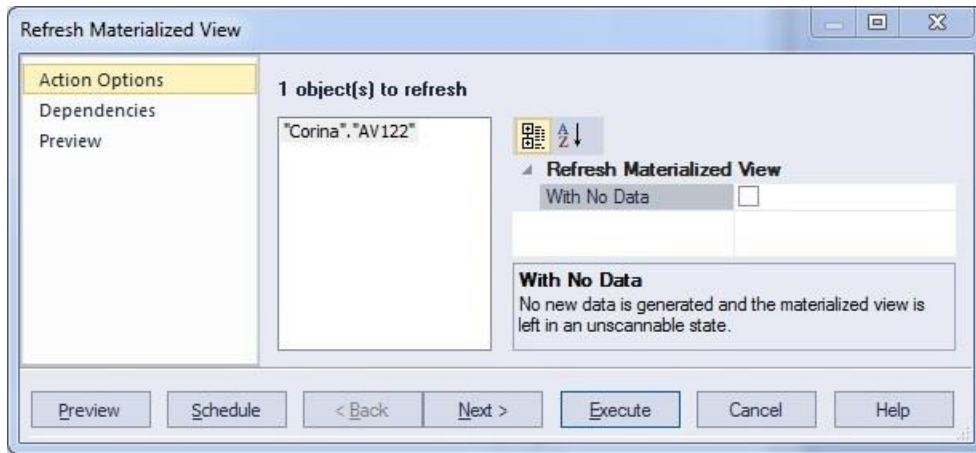 Refresh Materialized View
Action Options
Dependencies
Preview
1 object(s) to refresh
"Corina"."AV122"
Refresh Materialized View
With No Data
With No Data
No new data is generated and the materialized view is
left in an unscannable state.
Preview Schedule < Back Next > Execute Cancel Help